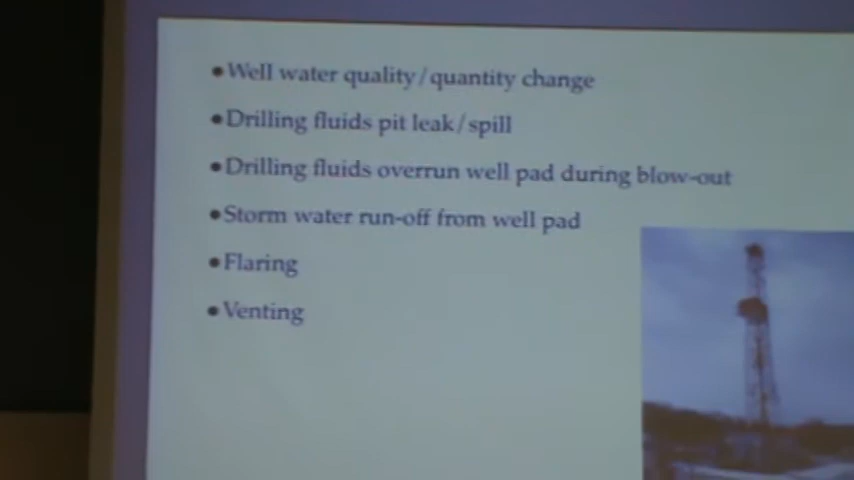 •Well water quality/quantity change
•Drilling fluids pit leak/spill
•Drilling fluids overrun well pad during blow-out
•Storm water run-off from well pad
•Flaring
•Venting